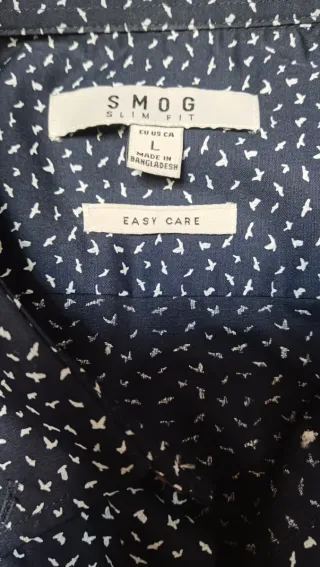 SMOG
SLIM FIT
EU US CA
L
MADE IN
BANGLADESH
EASY CARE